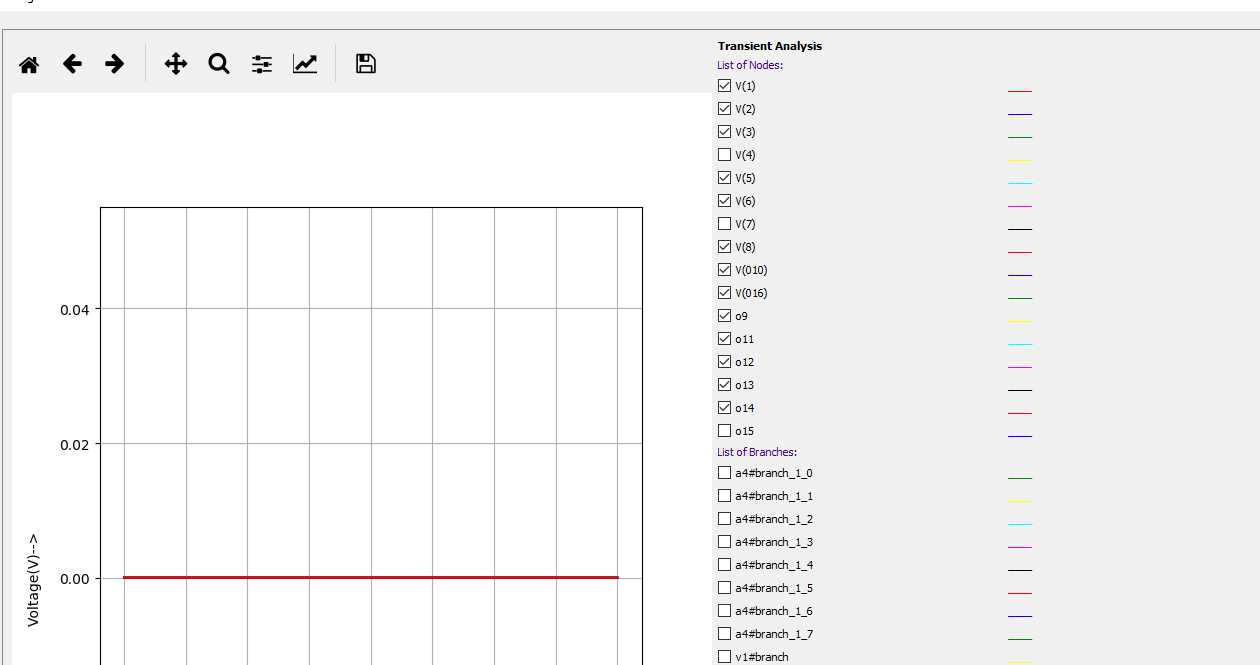 Transient Analysis
List of Nodes:
V(1)
V(2)
V(3)
V(4)
V(5)
V(6)
V(7)
V(8)
V(010)
V(016)
o9
o11
o12
o13
o14
o15
List of Branches:
a4#branch_1_0
a4#branch_1_1
a4#branch_1_2
a4#branch_1_3
a4#branch_1_4
a4#branch_1_5
a4#branch_1_6
a4#branch_1_7
v1#branch
0.04
0.02
0.00
Voltage(V)-->